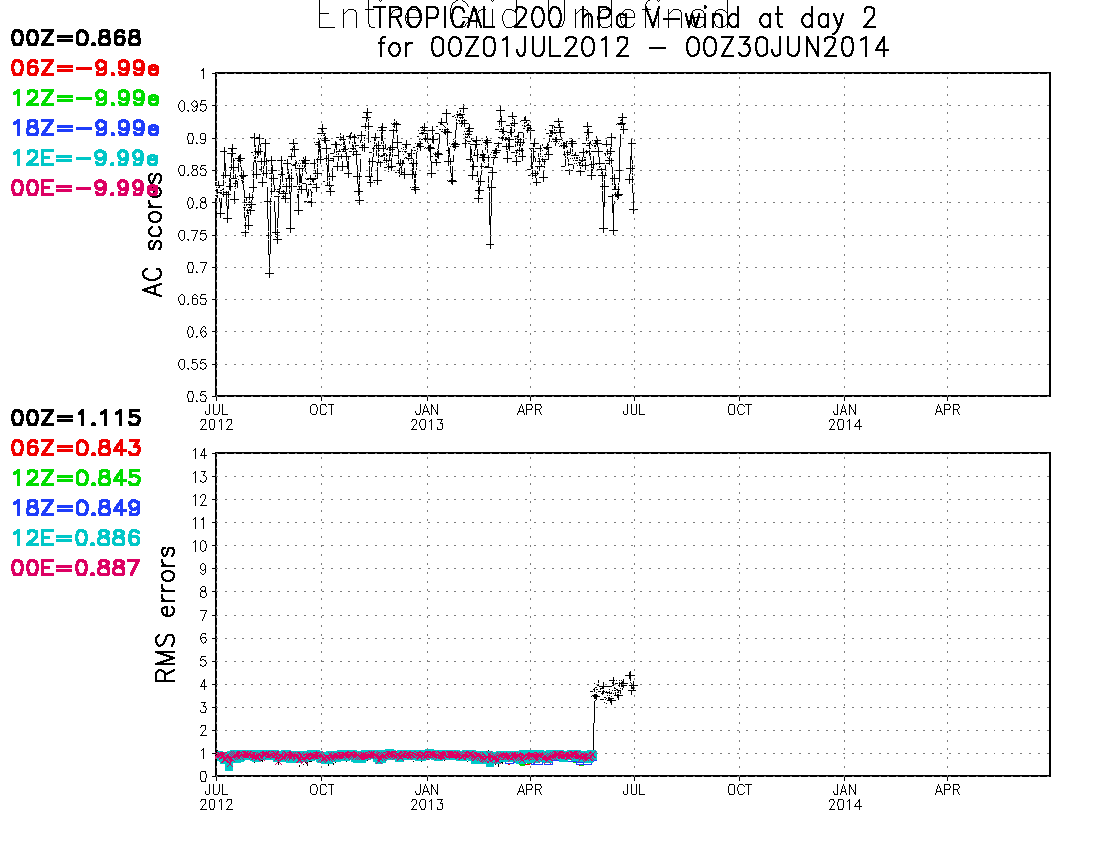 Entire Grid Undefined
TROPICAL 200 hPa V-wind at day 2
for 00Z01JUL2012 – 00Z30JUN2014
00Z=0.868
06Z=-9.99e
12Z=-9.99e
18Z=-9.99e
12E=-9.99e
00E=-9.99e
AC scores
1
0.95
0.9
0.85
0.8
0.75
0.7
0.65
0.6
0.55
0.5
JUL OCT JAN APR JUL OCT JAN APR
2012 2013 2014
00Z=1.115
06Z=0.843
12Z=0.845
18Z=0.849
12E=0.886
00E=0.887
RMS errors
14
13
12
11
10
9
8
7
6
5
4
3
2
1
0
JUL OCT JAN APR JUL OCT JAN APR
2012 2013 2014